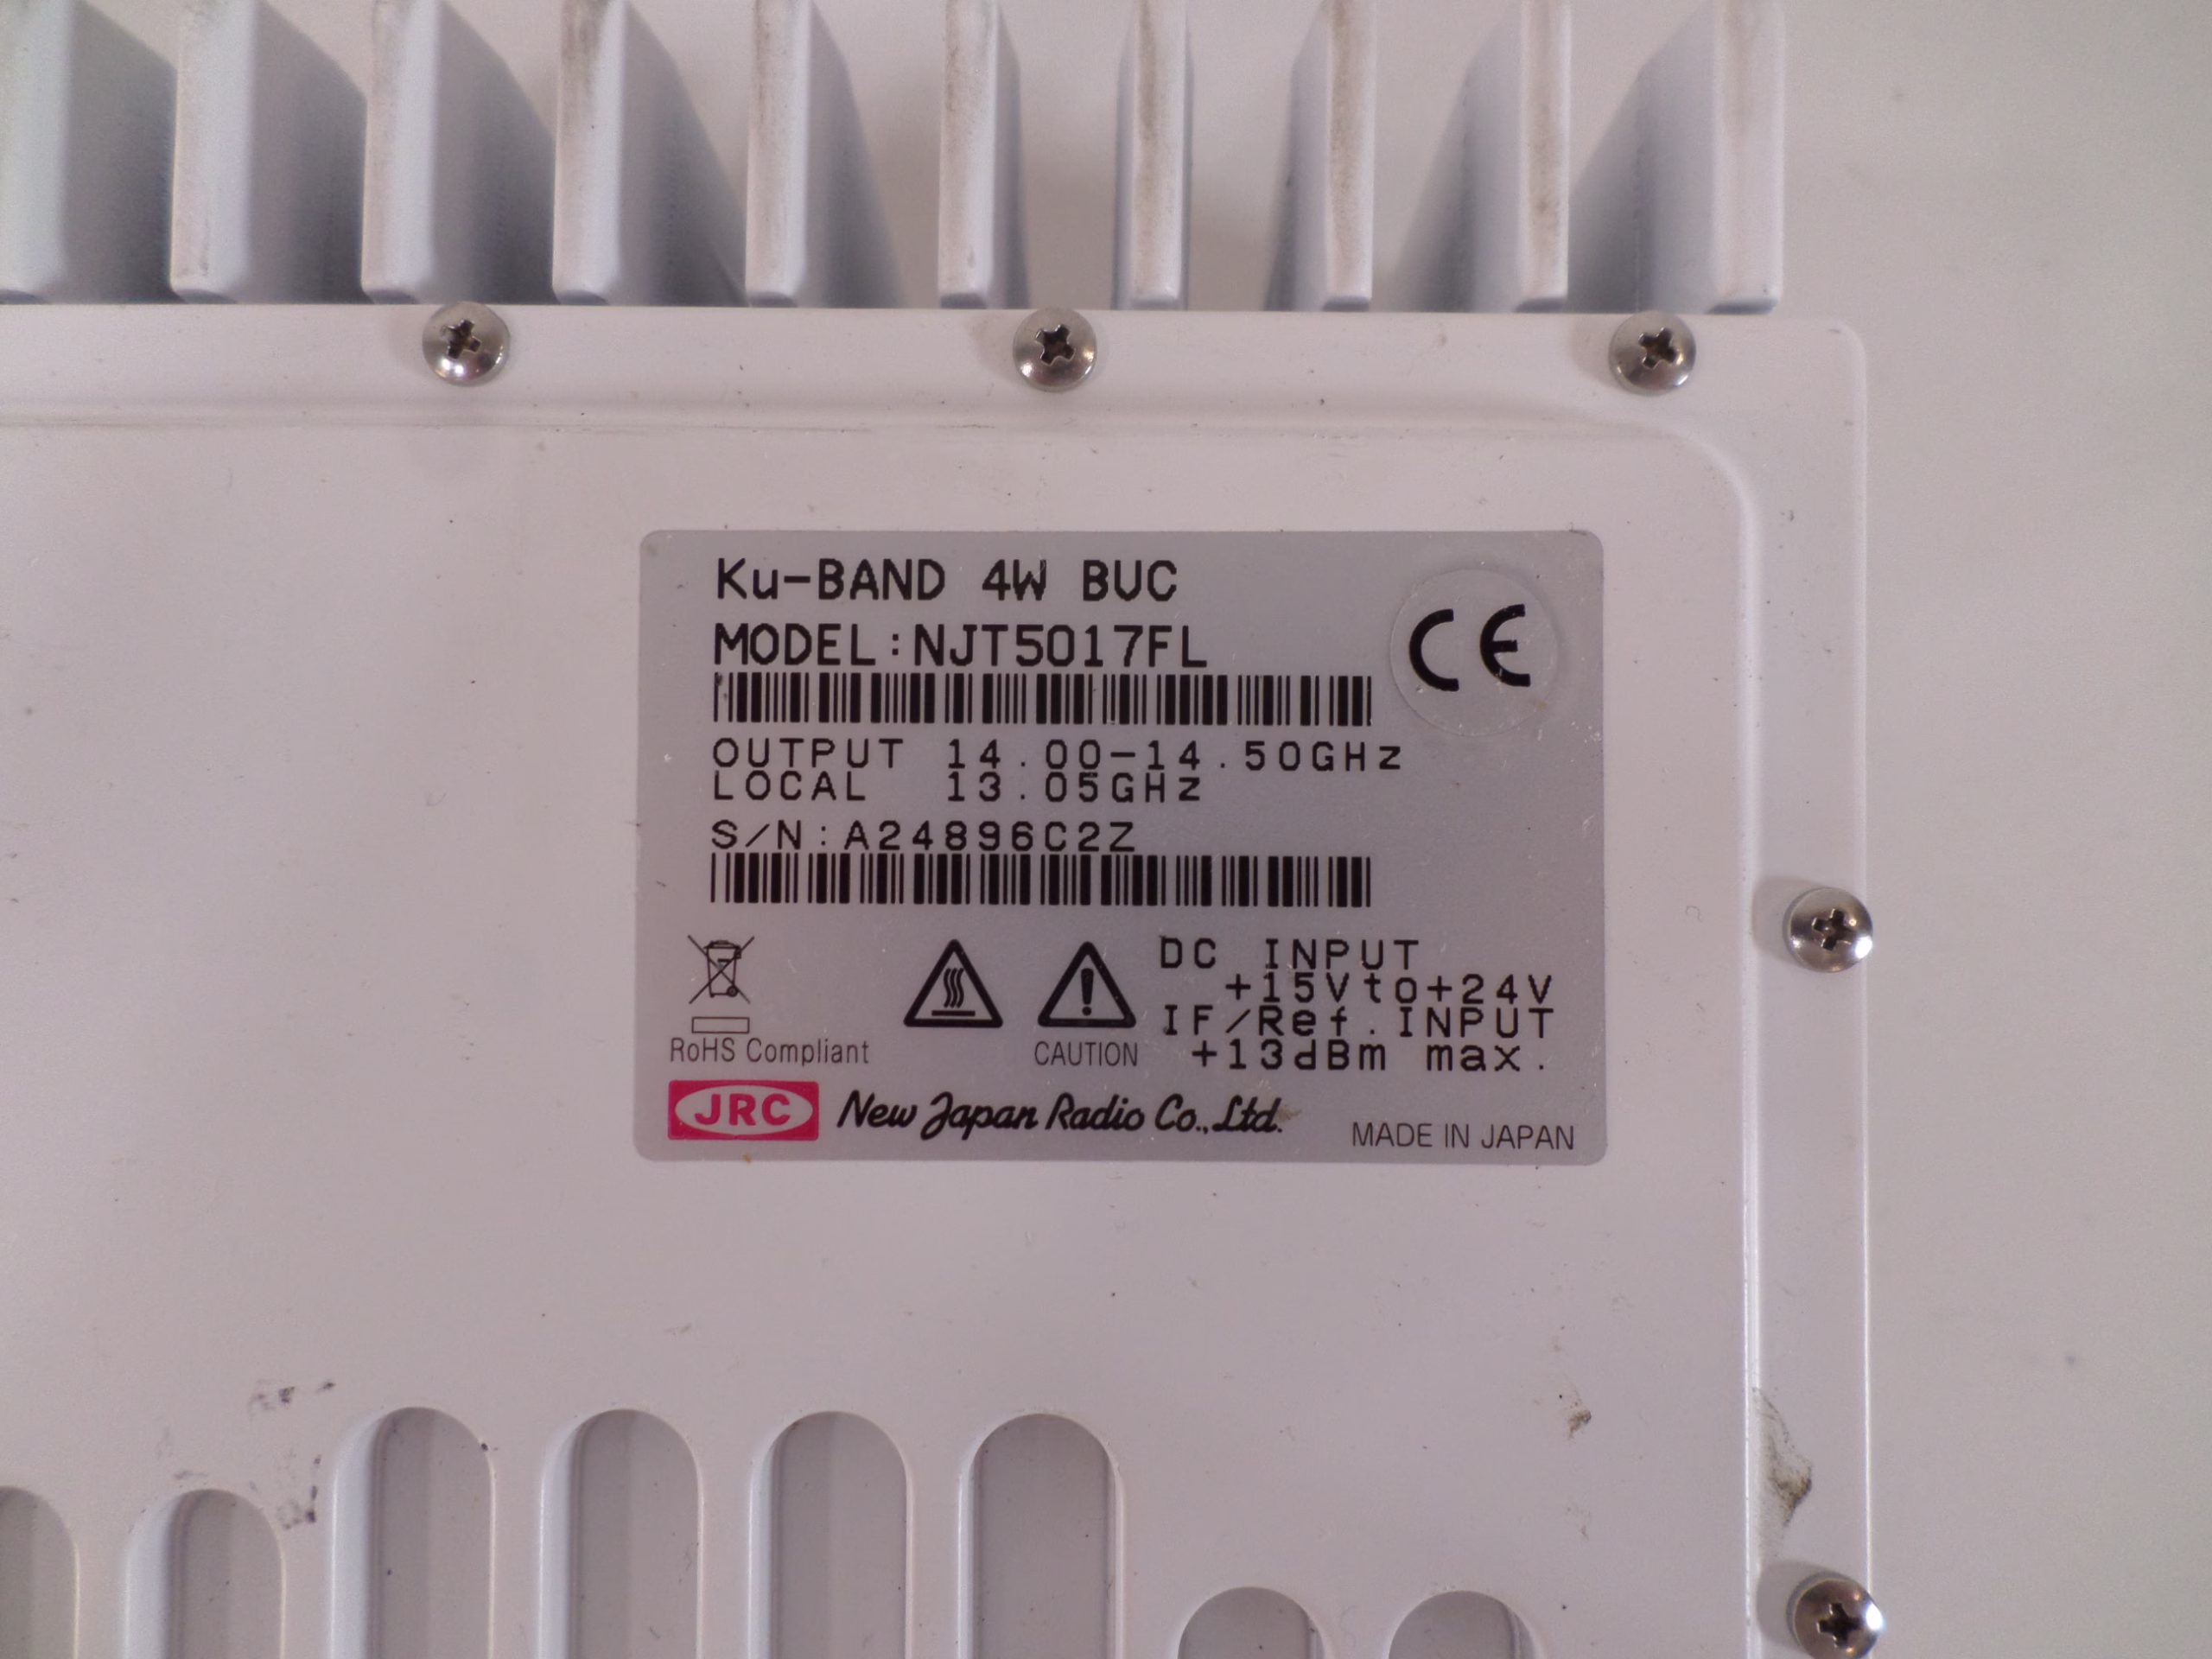 Ku-BAND 4W BUC
MODEL:NJT5017FL
CE
OUTPUT 14.00-14.50GHz
LOCAL 13.05GHz
S/N:A24896C2Z
DC INPUT
+15Vto+24V
IF/Ref.INPUT
+13dBm max.
RoHS Compliant
CAUTION
JRC New Japan Radio Co.,Ltd.
MADE IN JAPAN